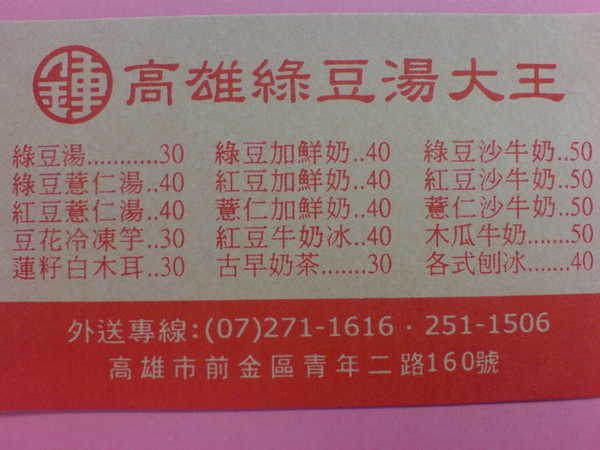 高雄綠豆湯大王
綠豆湯...........30 綠豆加鮮奶..40 綠豆沙牛奶..50
綠豆薏仁湯..40 紅豆加鮮奶..40 紅豆沙牛奶..50
紅豆薏仁湯..40 薏仁加鮮奶..40 薏仁沙牛奶..50
豆花冷凍芋..30 紅豆牛奶冰..40 木瓜牛奶......50
蓮籽白木耳..30 古早奶茶.......30 各式刨冰.......40
外送專線:(07)271-1616‧251-1506
高雄市前金區青年二路160號